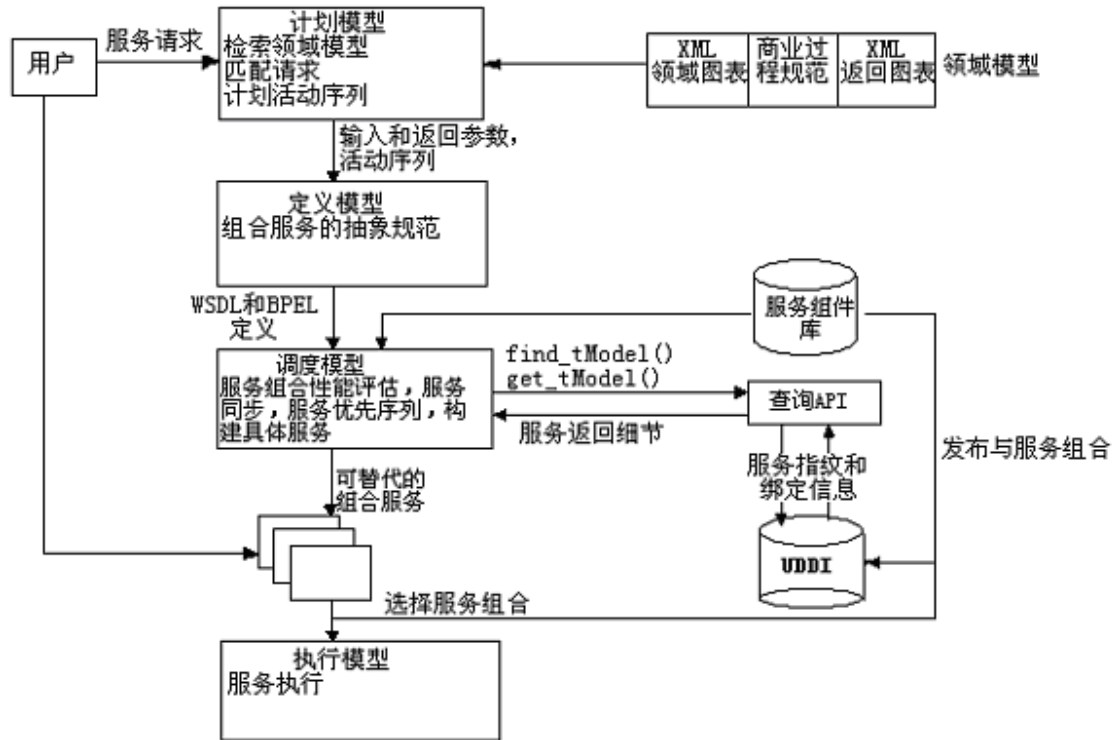 计划模型
检索领域模型
匹配请求
计划活动序列
用户
服务请求
XML
领域图表
商业过
程规范
XML
返回图表
领域模型
输入和返回参数，
活动序列
定义模型
组合服务的抽象规范
WSDL和BPEL
定义
服务组件
库
调度模型
服务组合性能评估，服务
同步，服务优先序列，构
建具体服务
find_tModel()
get_tModel()
服务返回细节
查询API
服务指纹和
绑定信息
发布与服务组合
可替代的
组合服务
UDDI
选择服务组合
执行模型
服务执行